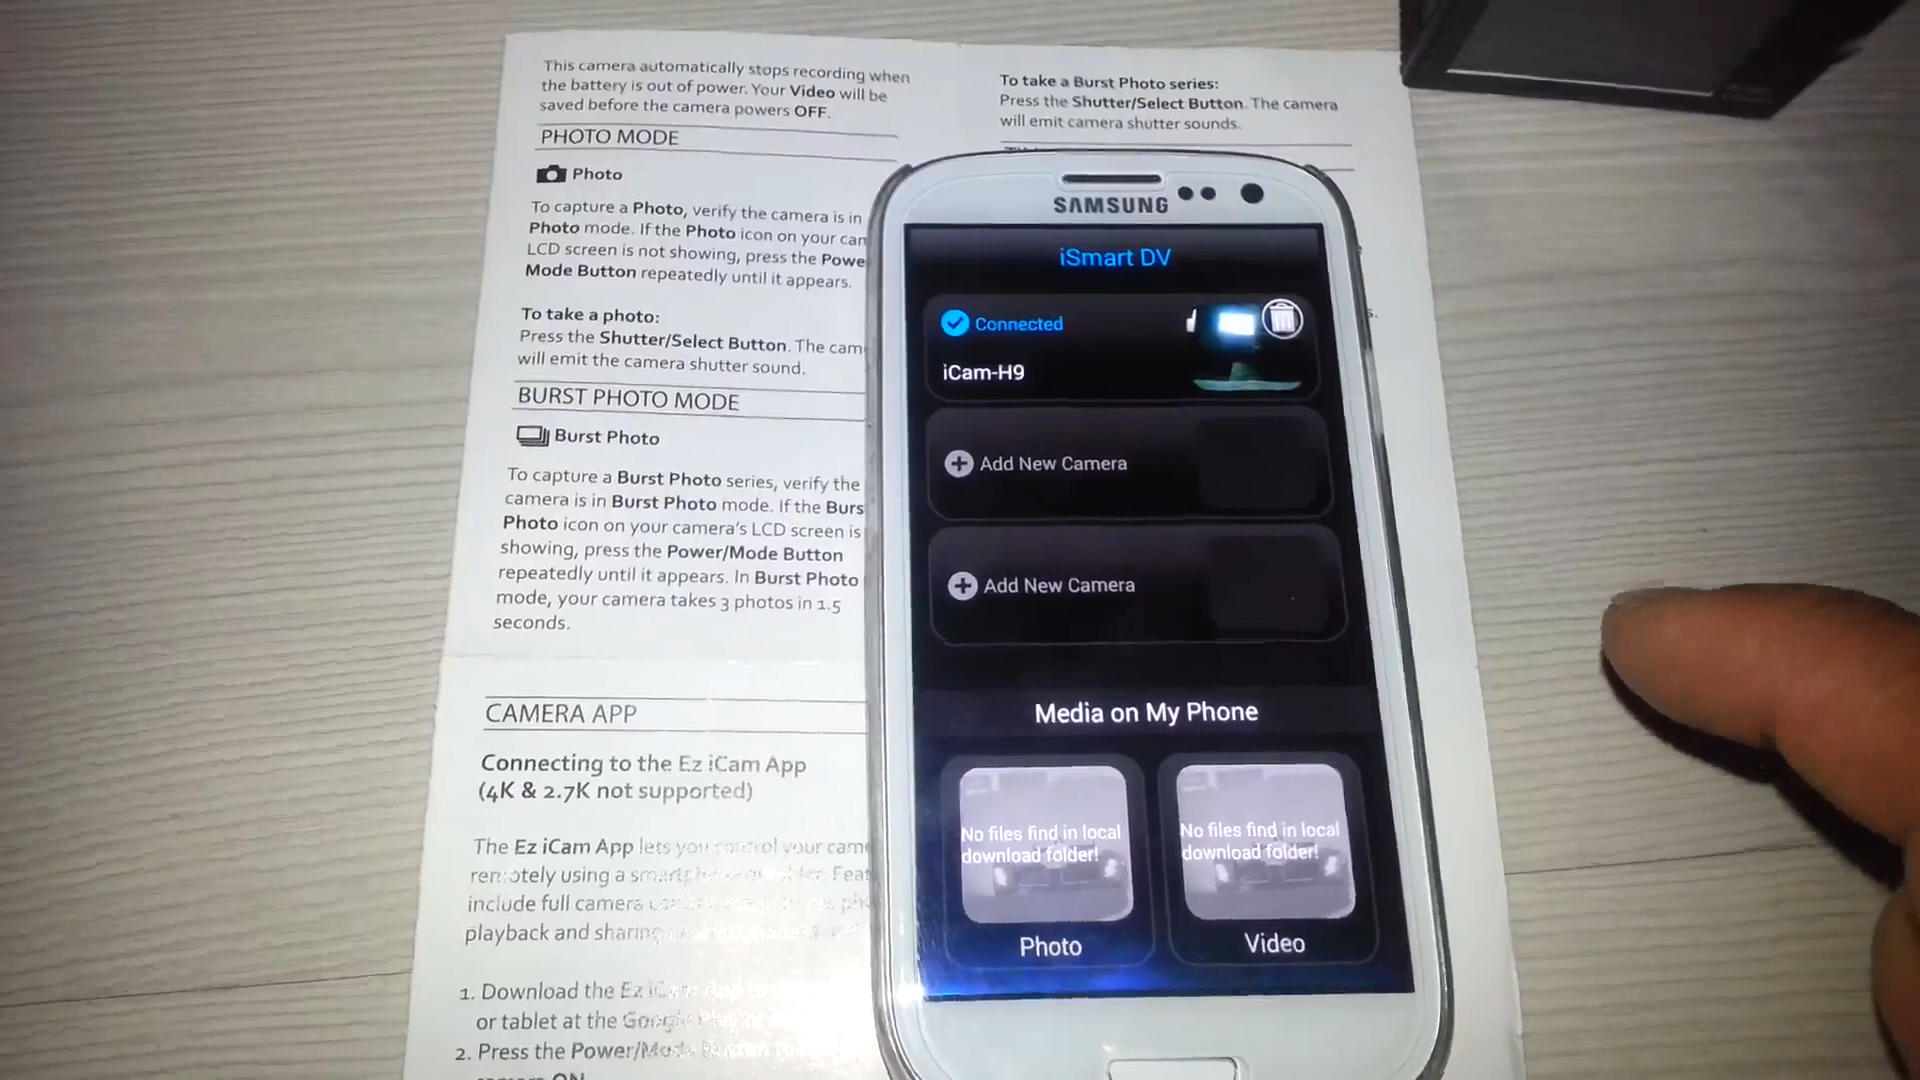 This camera automatically stops recording when
the battery is out of power. Your Video will be
saved before the camera powers OFF.
PHOTO MODE
Photo
To capture a Photo, verify the camera is in
Photo mode. If the Photo icon on your
LCD screen is not showing, press the
Mode Button repeatedly until it appears.
To take a photo:
Press the Shutter/Select Button. The
will emit the camera shutter sound.
BURST PHOTO MODE
Burst Photo
To capture a Burst Photo series, verify the
camera is in Burst Photo mode. If the
Photo icon on your camera's LCD screen is
showing, press the Power/Mode Button
repeatedly until it appears. In Burst Photo
mode, your camera takes 3 photos in 1.5
seconds.
CAMERA APP
Connecting to the Ez iCam App
(4K & 2.7K not supported)
The Ez iCam App lets you control your
remotely using a
include full camera
playback and sharing
1. Download the Ez
or tablet at the
2. Press the Power/Mode Button
camera ON
To take a Burst Photo series:
Press the Shutter/Select Button. The camera
will emit camera shutter sounds.
SAMSUNG
iSmart DV
Connected
iCam-H9
Add New Camera
Add New Camera
Media on My Phone
No files find in local
download folder!
Photo
No files find in local
download folder!
Video